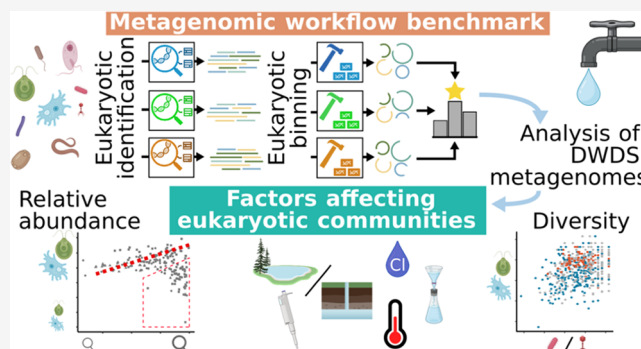 Metagenomic workflow benchmark
Eukaryotic
identification
Eukaryotic
binning
Analysis of
DWDS
metagenomes
Factors affecting
eukaryotic communities
Relative
abundance
Cl
Diversity